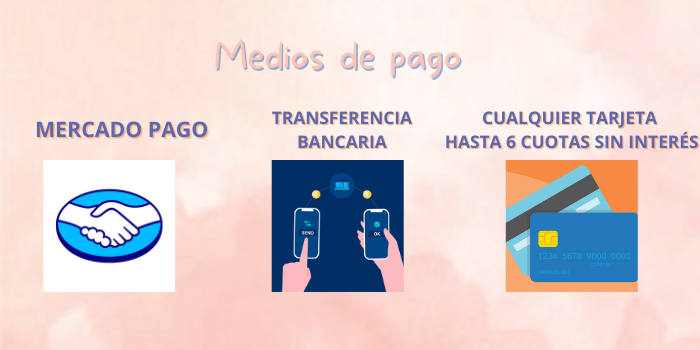 Medios de pago
MERCADO PAGO
TRANSFERENCIA
BANCARIA
CUALQUIER TARJETA
HASTA 6 CUOTAS SIN INTERÉS
SEND
OK
1234 5678 9000 0000